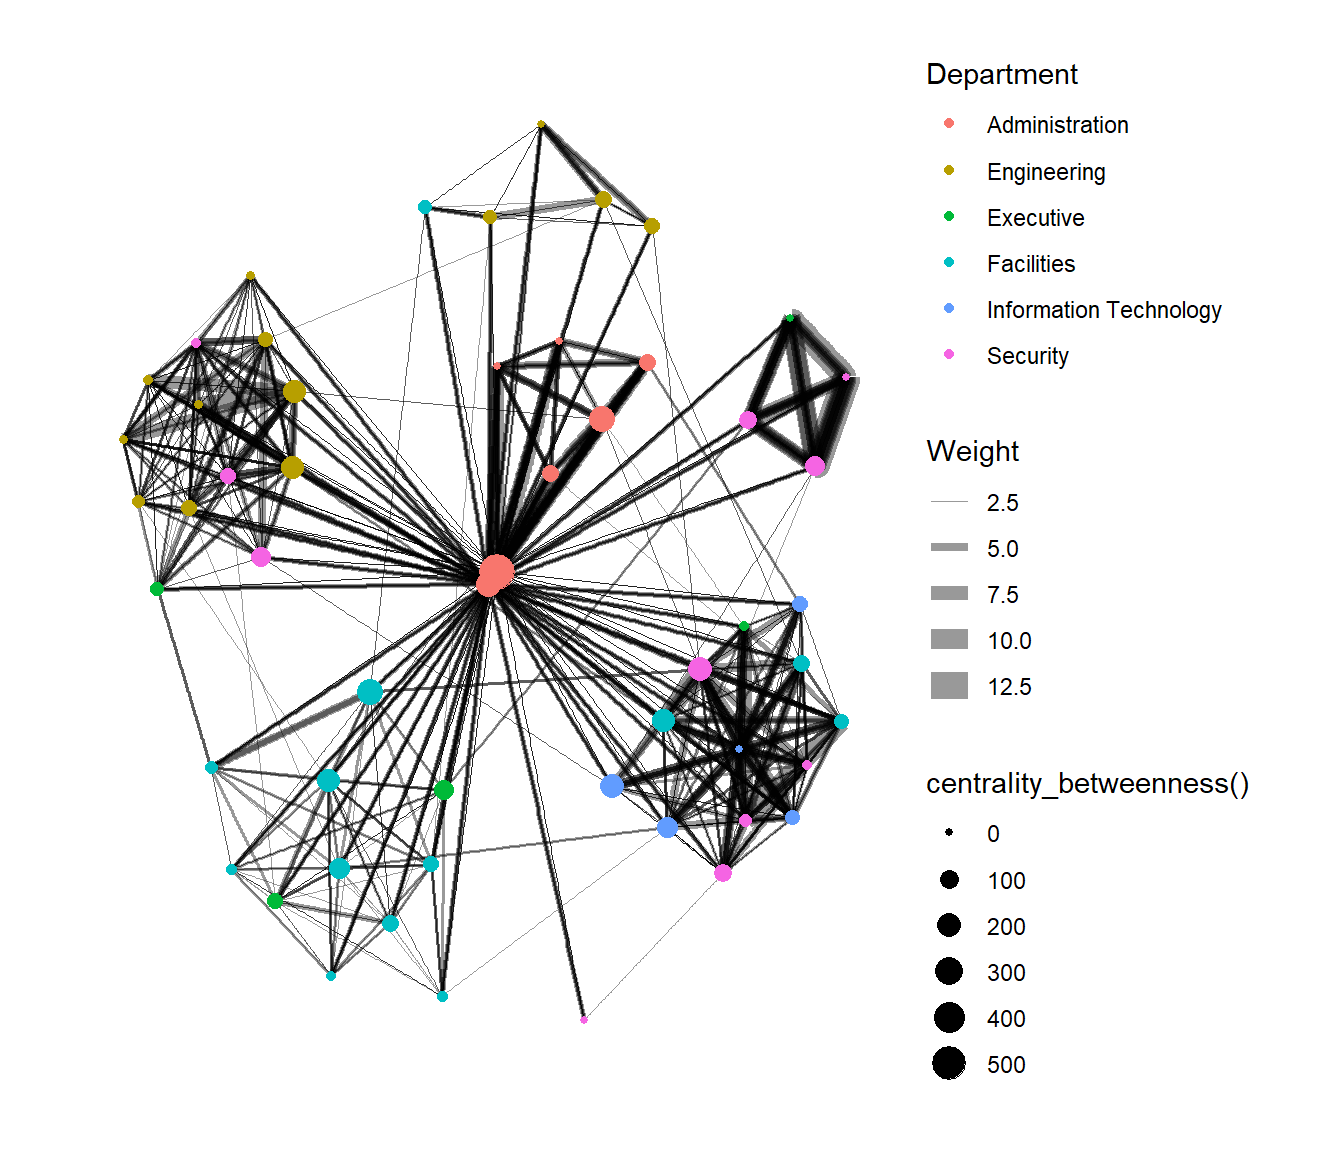 Department
Administration
Engineering
Executive
Facilities
Information Technology
Security
Weight
2.5
5.0
7.5
10.0
12.5
centrality_betweenness()
0
100
200
300
400
500